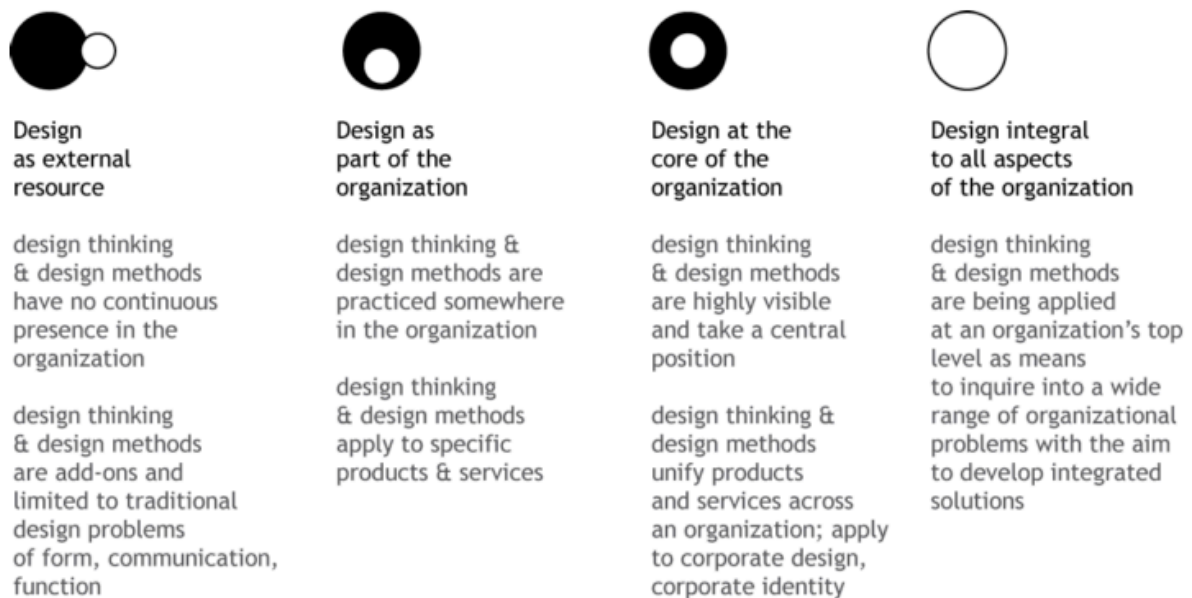 Design
as external
resource
design thinking
& design methods
have no continuous
presence in the
organization
design thinking
& design methods
are add-ons and
limited to traditional
design problems
of form, communication,
function
Design as
part of the
organization
design thinking &
design methods are
practiced somewhere
in the organization
design thinking
& design methods
apply to specific
products & services
Design at the
core of the
organization
design thinking
& design methods
are highly visible
and take a central
position
design thinking &
design methods
unify products
and services across
an organization; apply
to corporate design,
corporate identity
Design integral
to all aspects
of the organization
design thinking
& design methods
are being applied
at an organization's top
level as means
to inquire into a wide
range of organizational
problems with the aim
to develop integrated
solutions